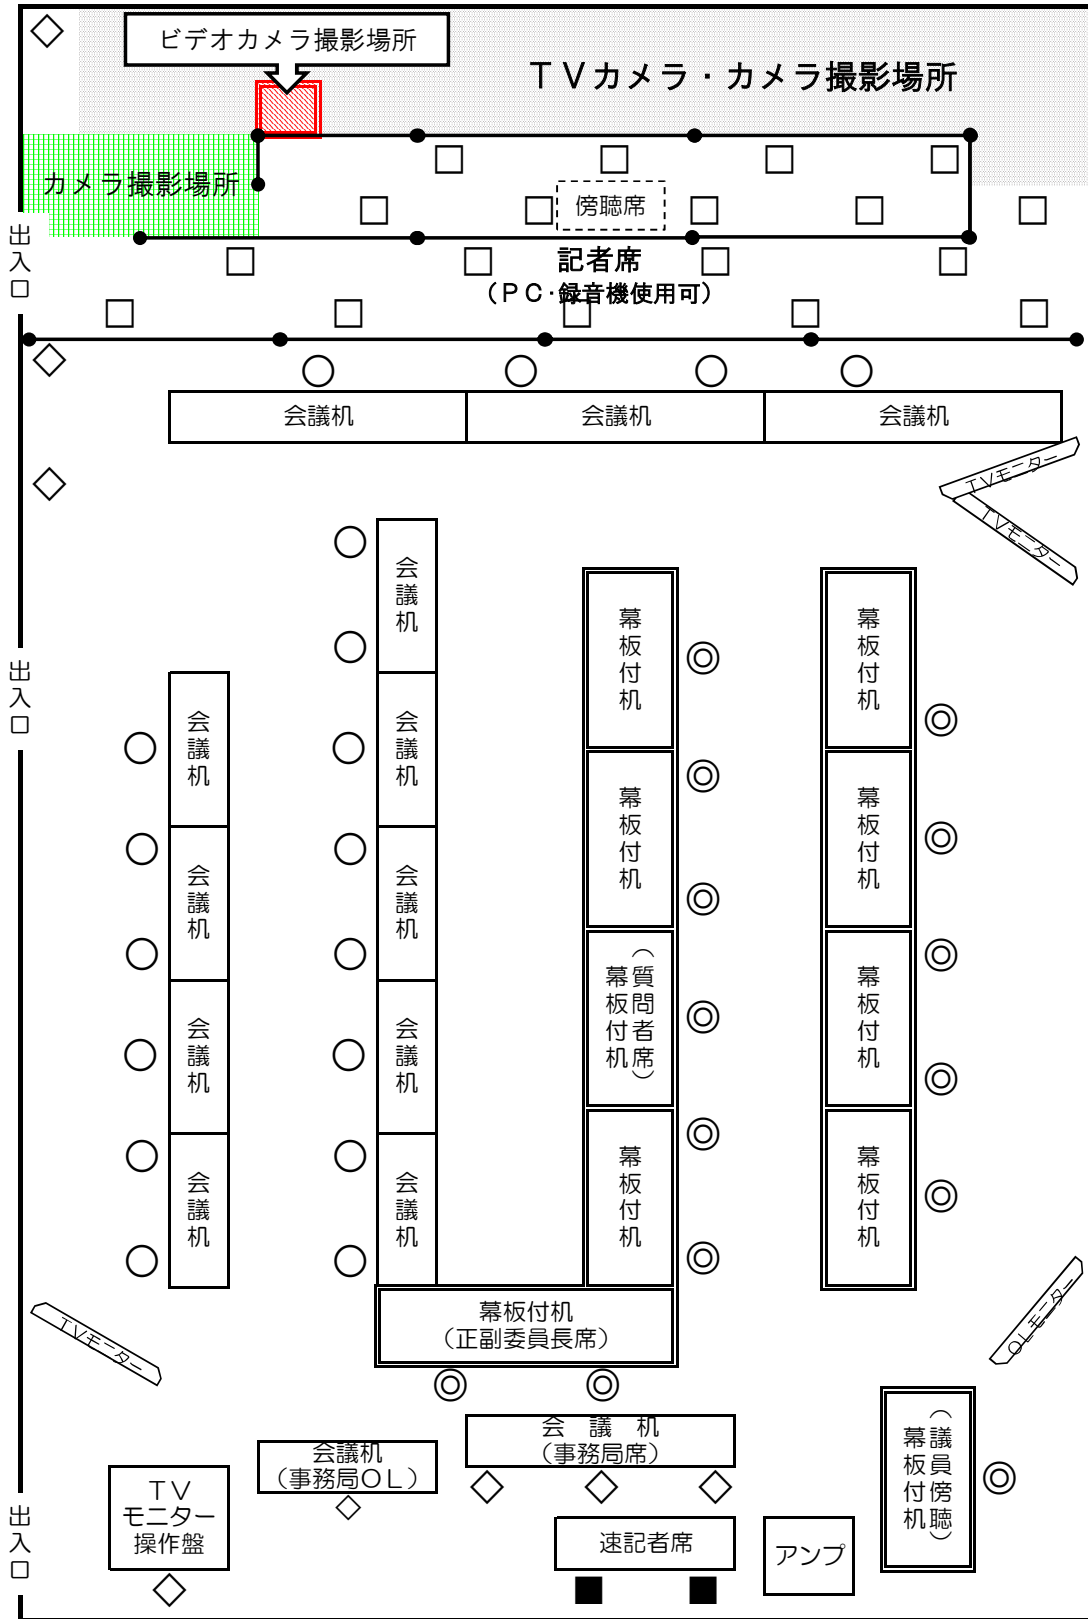 ビデオカメラ撮影場所
ＴＶカメラ・カメラ撮影場所
カメラ撮影場所
傍聴席
出入口
記者席
（ＰＣ・録音機使用可）
会議机
会議机
会議机
ＴＶモニター
ＴＶモニター
会議机
幕板付机
幕板付机
出入口
会議机
会議机
幕板付机
幕板付机
会議机
会議机
幕板付机
（質問者席）
幕板付机
会議机
会議机
幕板付机
幕板付机
会議机
会議机
幕板付机
（正副委員長席）
ＴＶモニター
ＯＬモニター
会議机
（事務局席）
会議机
（事務局ＯＬ）
幕板付机
（議員傍聴）
ＴＶ
モニター
操作盤
速記者席
アンプ
出入口